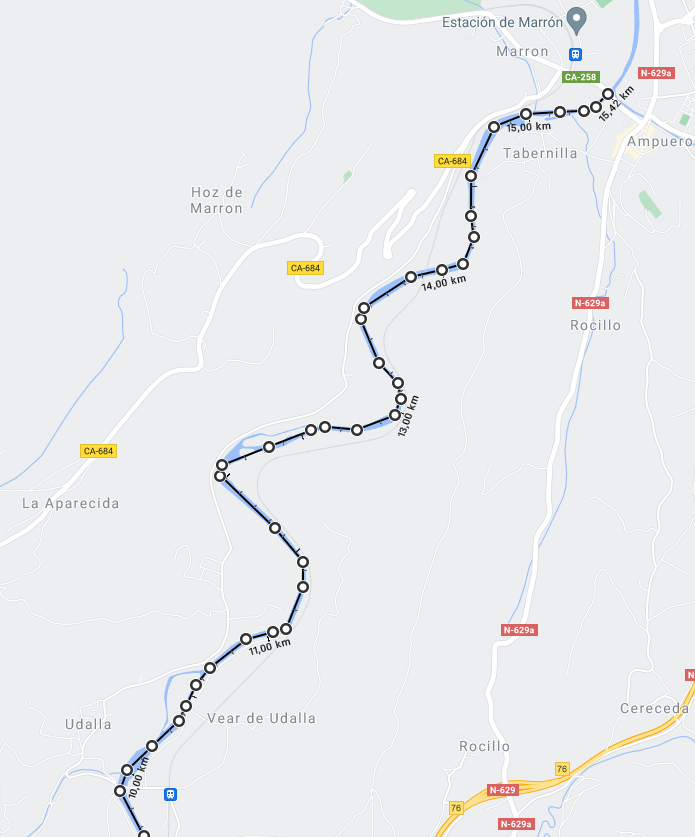 Estación de Marrón
Marron
CA-258
N-629a
15,42 km
15,00 km
Ampuero
Tabernilla
CA-684
Hoz de
Marron
CA-684
14,00 km
N-629a
Rocillo
13,00 km
CA-684
La Aparecida
N-629a
11,00 km
N
Cereceda
Udalla
Vear de Udalla
Rocillo
76
10,00 km
N-629
76
N-629a